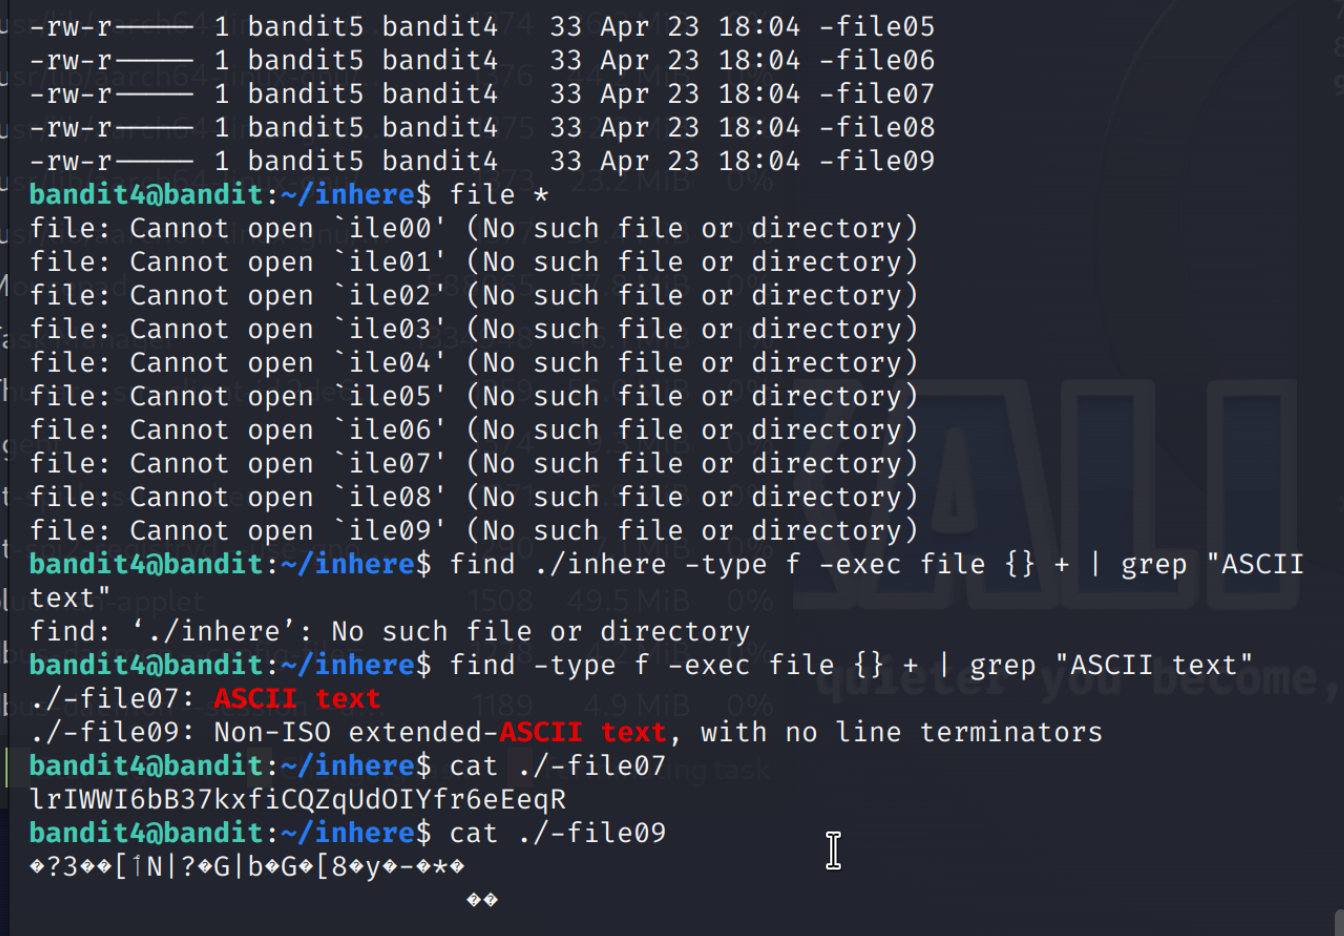 -rw-r----- 1 bandit5 bandit4   33 Apr 23 18:04 -file05
-rw-r----- 1 bandit5 bandit4   33 Apr 23 18:04 -file06
-rw-r----- 1 bandit5 bandit4   33 Apr 23 18:04 -file07
-rw-r----- 1 bandit5 bandit4   33 Apr 23 18:04 -file08
-rw-r----- 1 bandit5 bandit4   33 Apr 23 18:04 -file09
bandit4@bandit:~/inhere$ file *
file: Cannot open `ile00' (No such file or directory)
file: Cannot open `ile01' (No such file or directory)
file: Cannot open `ile02' (No such file or directory)
file: Cannot open `ile03' (No such file or directory)
file: Cannot open `ile04' (No such file or directory)
file: Cannot open `ile05' (No such file or directory)
file: Cannot open `ile06' (No such file or directory)
file: Cannot open `ile07' (No such file or directory)
file: Cannot open `ile08' (No such file or directory)
file: Cannot open `ile09' (No such file or directory)
bandit4@bandit:~/inhere$ find ./inhere -type f -exec file {} + | grep "ASCII
text"
find: ‘./inhere’: No such file or directory
bandit4@bandit:~/inhere$ find -type f -exec file {} + | grep "ASCII text"
./-file07: ASCII text
./-file09: Non-ISO extended-ASCII text, with no line terminators
bandit4@bandit:~/inhere$ cat ./-file07
lrIWWI6bB37kxfiCQZqUdOIYfr6eEeqR
bandit4@bandit:~/inhere$ cat ./-file09
�?3��[�N|?�G|b�G�[8�y�-�*�
��
ALI
quieter you become,